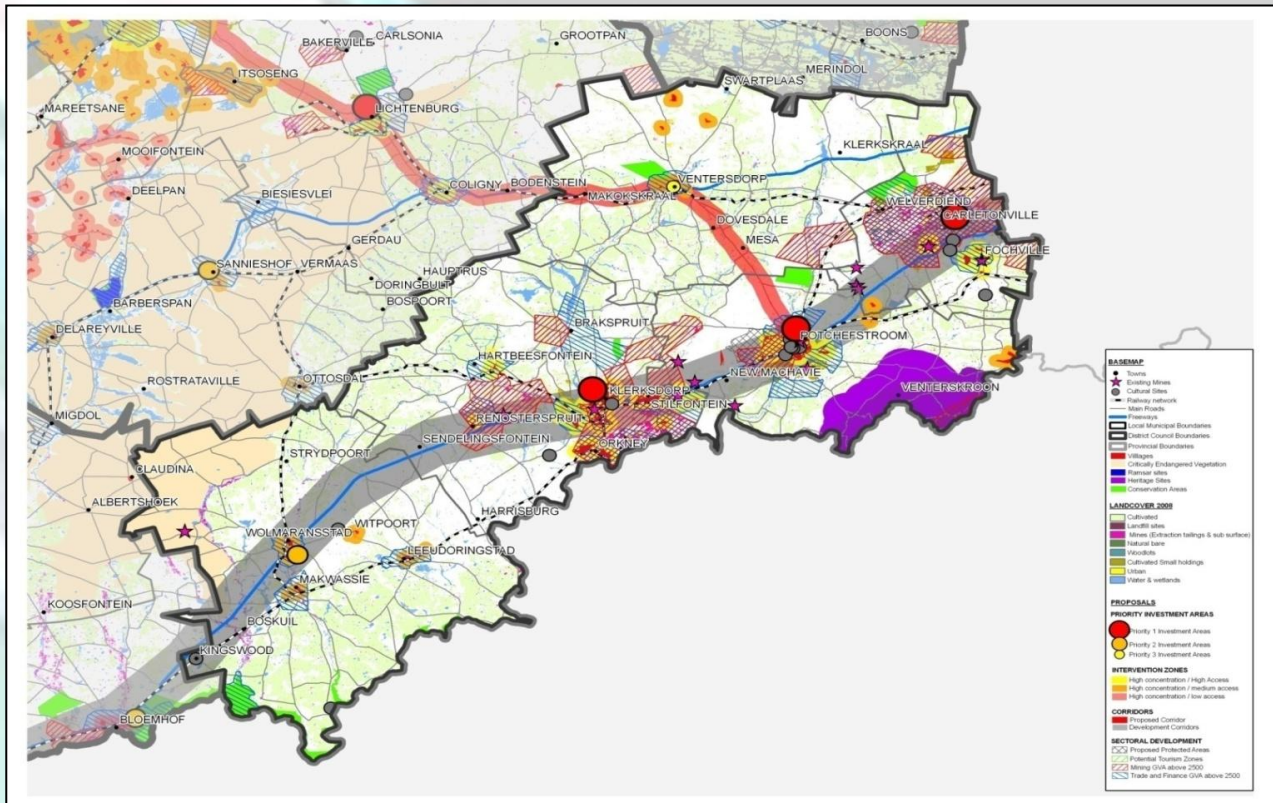 CARLSONIA
GROOTPAN
BOONS
BAKERVILLE
MERINDOL
ITSOSENG
SWARTPLAAS
MAREETSANE
LICHTENBURG
KLERKSKRAAL
MOOIFONTEIN
VENTERSDORP
DEELPAN
BIESIESVLEI
COLIGNY
BODENSTEIN
MAKOKSKRAAL
WELVERDIEND
CARLETONVILLE
DOVESDALE
GERDAU
MESA
FOCHVILLE
SANNIESHOF
VERMAAS
HAUPTRUS
DORINGBULT
BARBERSPAN
BOSPOORT
DELAREYVILLE
BRAKSPRUIT
POTCHEFSTROOM
HARTBEESFONTEIN
ROSTRATAVILLE
OTTOSDAL
NEW MACHAVIE
KLERKSDORP
VENTERSKROON
STILFONTEIN
MIGDOL
RENOSTERSPRUIT
SENDELINGSFONTEIN
ORKNEY
STRYDPOORT
CLAUDINA
ALBERTSHOEK
HARRISBURG
WITPOORT
WOLMARANSSTAD
LEEUDORINGSTAD
MAKWASSIE
KOOSFONTEIN
BOSKUIL
KINGSWOOD
BLOEMHOF
BASEMAP
Towns
Existing Mines
Cultural Sites
Railway network
Main Roads
Freeways
Local Municipal Boundaries
District Council Boundaries
Provincial Boundaries
Villages
Critically Endangered Vegetation
Ramsar sites
Heritage Sites
Conservation Areas
LANDCOVER 2008
Cultivated
Landfill sites
Mines (Extraction tailings & sub surface)
Natural bare
Woodlots
Cultivated Small holdings
Urban
Water & wetlands
PROPOSALS
PRIORITY INVESTMENT AREAS
Priority 1 Investment Areas
Priority 2 Investment Areas
Priority 3 Investment Areas
INTERVENTION ZONES
High concentration / High Access
High concentration / medium access
High concentration / low access
CORRIDORS
Proposed Corridor
Development Corridors
SECTORAL DEVELOPMENT
Proposed Protected Areas
Potential Tourism Zones
Mining GVA above 2500
Trade and Finance GVA above 2500